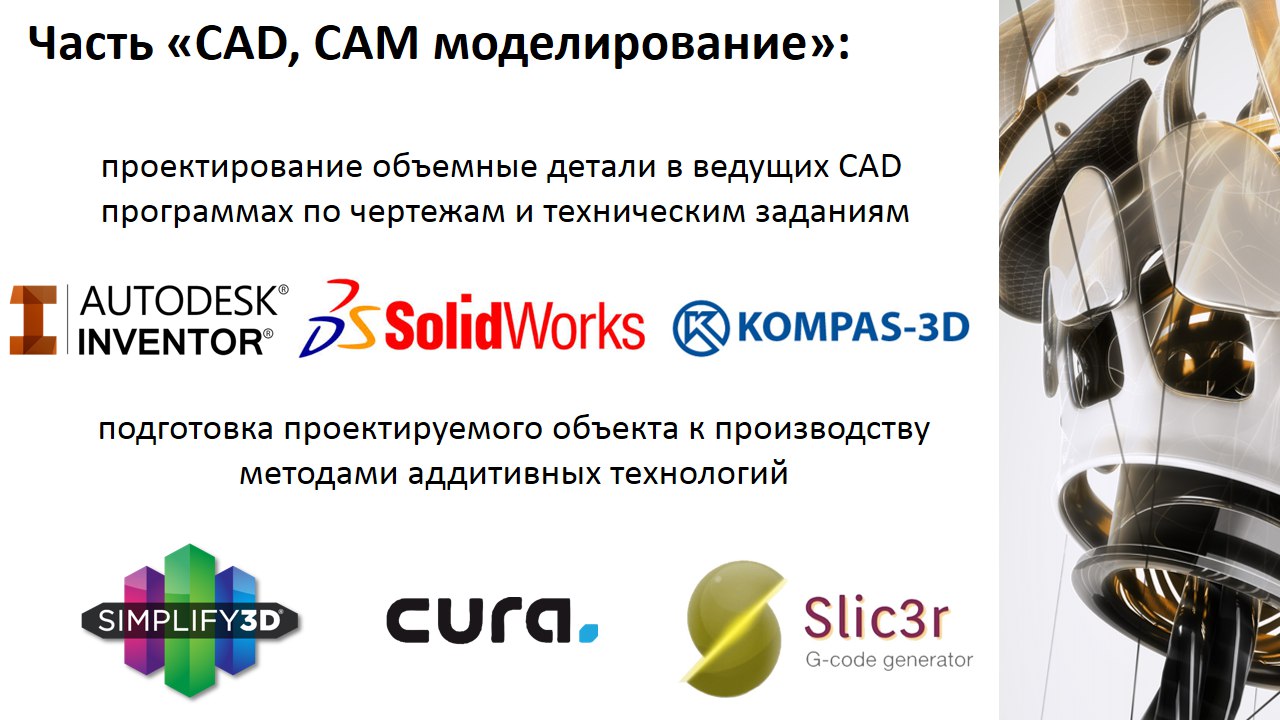 Часть «CAD, CAM моделирование»:
проектирование объемные детали в ведущих CAD
программах по чертежам и техническим заданиям
AUTODESK®
INVENTOR®
SolidWorks
KOMPAS-3D
подготовка проектируемого объекта к производству
методами аддитивных технологий
SIMPLIFY3D®
cura.
Slic3r
G-code generator